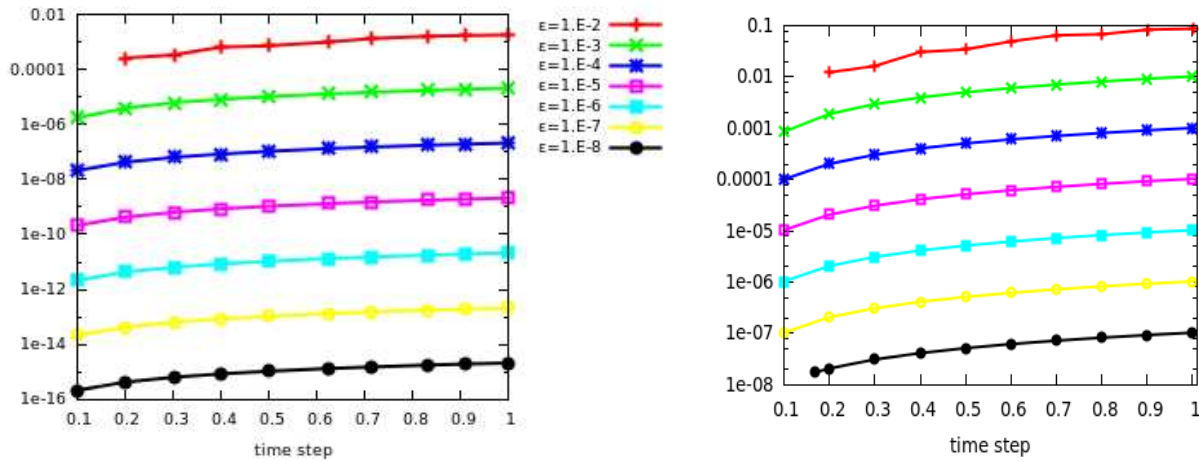 0.01
0.0001
1e-06
1e-08
1e-10
1e-12
1e-14
1e-16
0.1 0.2 0.3 0.4 0.5 0.6 0.7 0.8 0.9 1
time step
ε=1.E-2
ε=1.E-3
ε=1.E-4
ε=1.E-5
ε=1.E-6
ε=1.E-7
ε=1.E-8
0.1
0.01
0.001
0.0001
1e-05
1e-06
1e-07
1e-08
0.1 0.2 0.3 0.4 0.5 0.6 0.7 0.8 0.9 1
time step